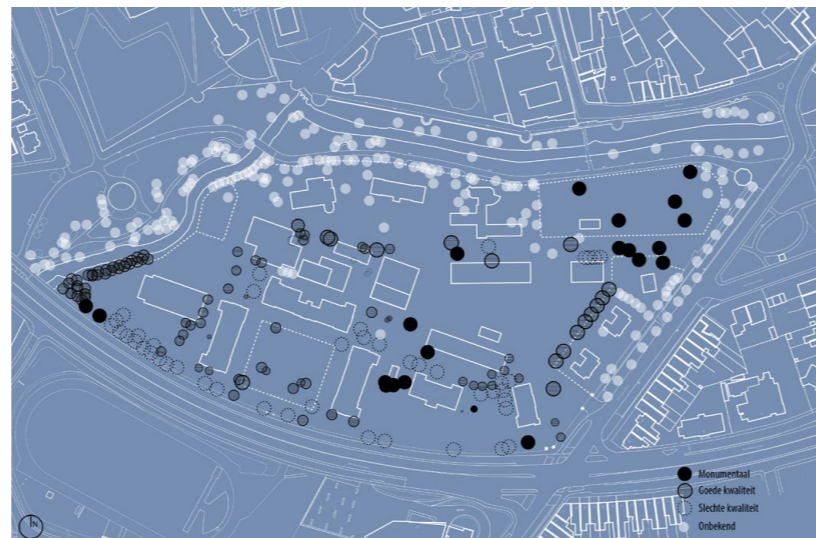 Monumentaal
Goede kwaliteit
Slechte kwaliteit
Onbekend
N